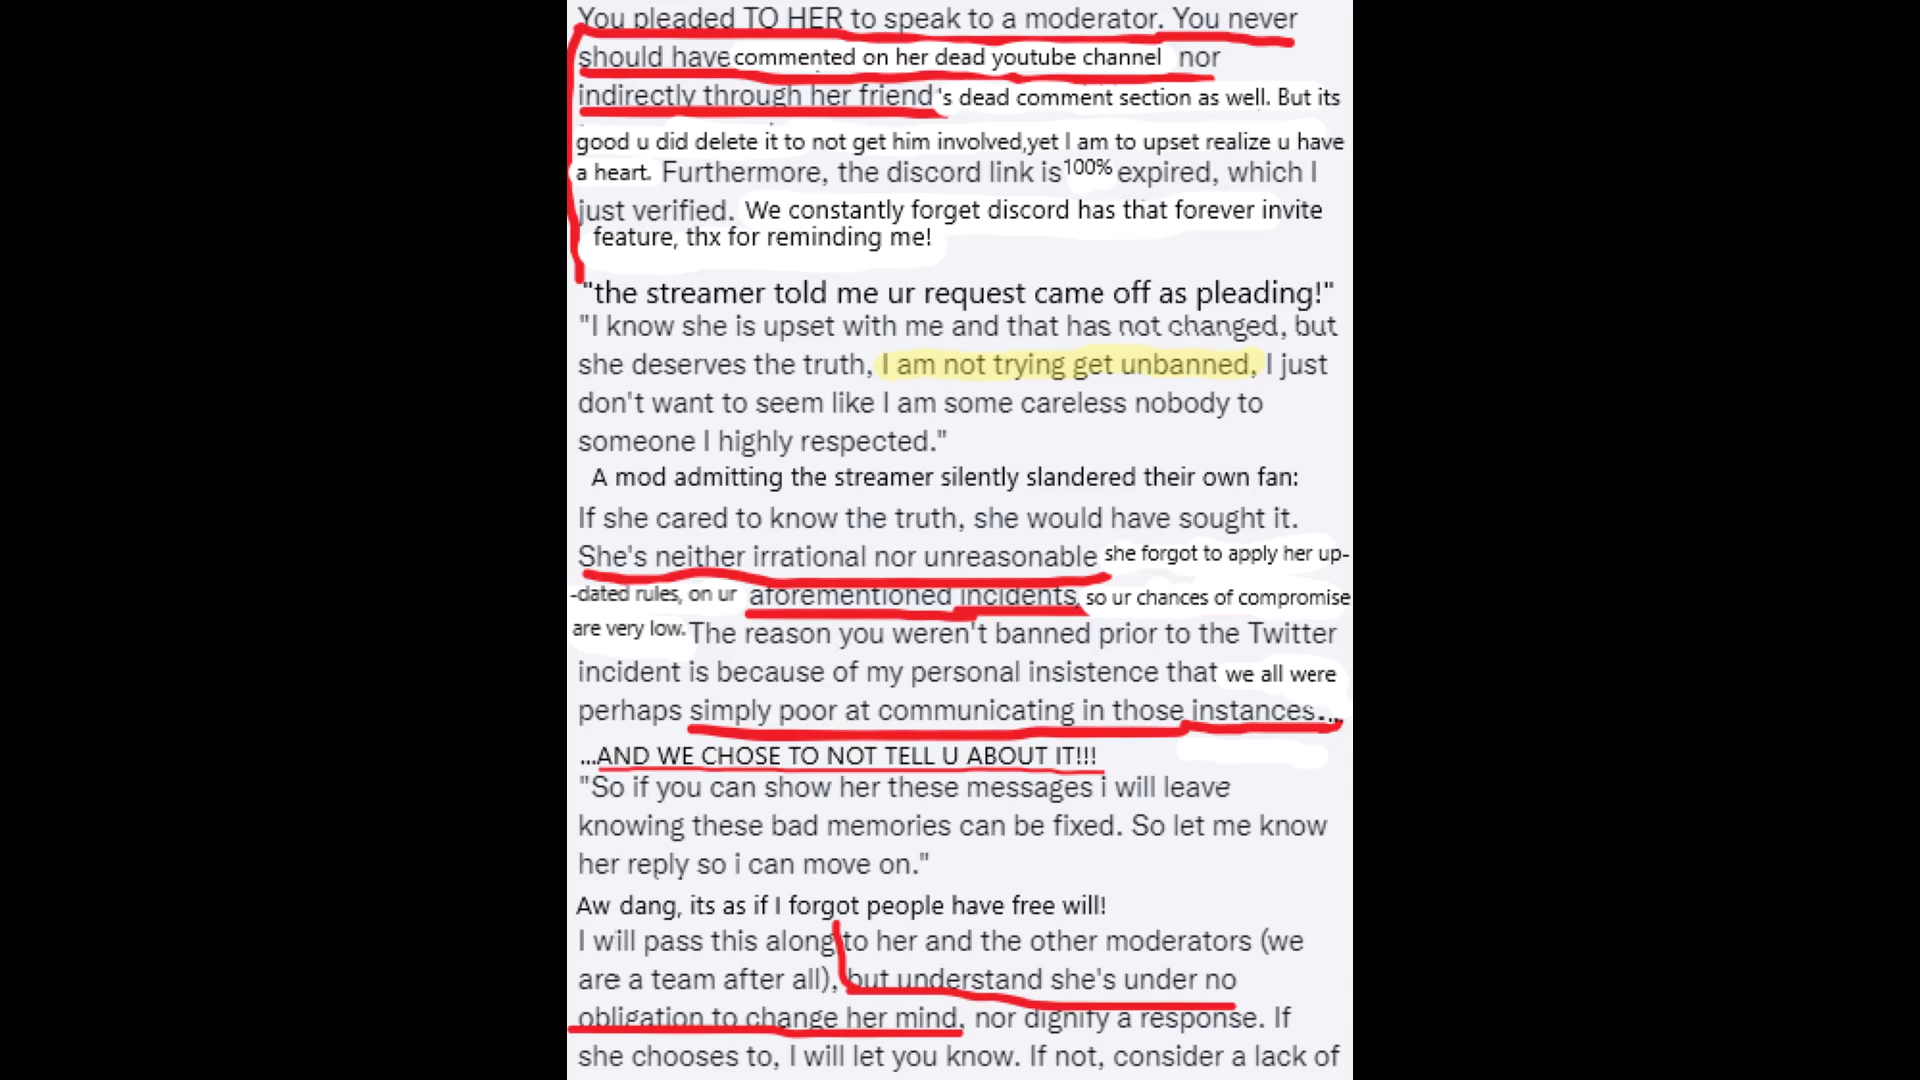 You pleaded TO HER to speak to a moderator. You never
should have commented on her dead youtube channel nor
indirectly through her friend's dead comment section as well. But its
good u did delete it to not get him involved,yet I am to upset realize u have
a heart. Furthermore, the discord link is 100% expired, which I
just verified. We constantly forget discord has that forever invite
feature, thx for reminding me!
"the streamer told me ur request came off as pleading!"
"I know she is upset with me and that has not changed, but
she deserves the truth, I am not trying get unbanned, I just
don't want to seem like I am some careless nobody to
someone I highly respected."
A mod admitting the streamer silently slandered their own fan:
If she cared to know the truth, she would have sought it.
She's neither irrational nor unreasonable she forgot to apply her up-
-dated rules, on ur aforementioned incidents, so ur chances of compromise
are very low. The reason you weren't banned prior to the Twitter
incident is because of my personal insistence that we all were
perhaps simply poor at communicating in those instances...
...AND WE CHOSE TO NOT TELL U ABOUT IT!!!
"So if you can show her these messages i will leave
knowing these bad memories can be fixed. So let me know
her reply so i can move on."
Aw dang, its as if I forgot people have free will!
I will pass this along to her and the other moderators (we
are a team after all), but understand she's under no
obligation to change her mind, nor dignify a response. If
she chooses to, I will let you know. If not, consider a lack of